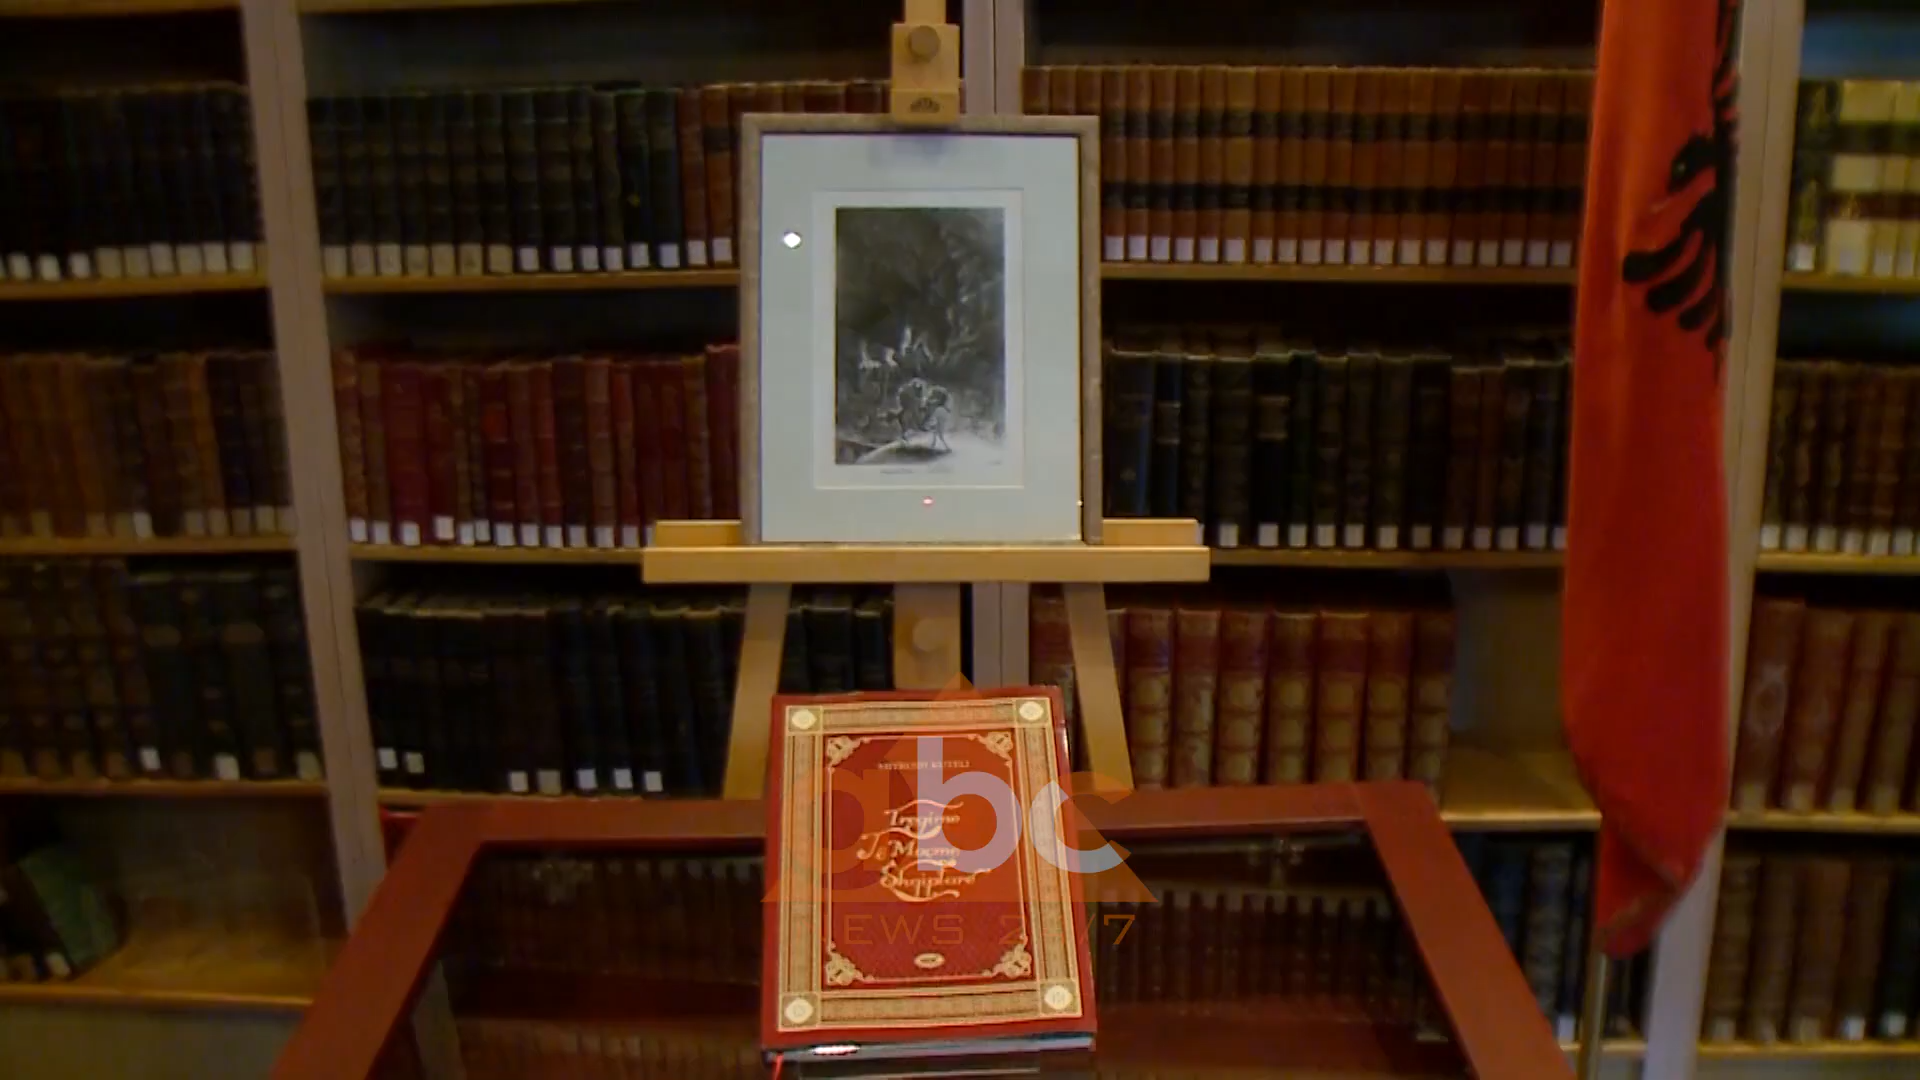 MITRUSH KUTELI
Tregime
Të Moçme
Shqiptare
abc
NEWS 24/7